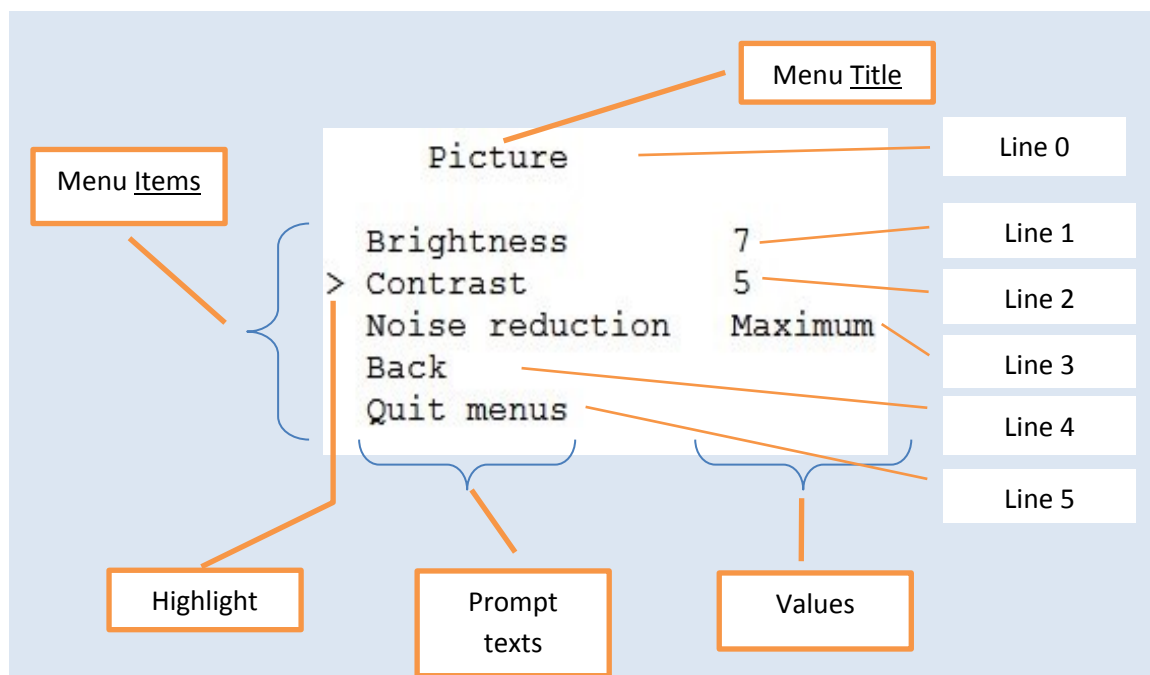 Menu Title
Picture
Line 0
Menu Items
Brightness 7
Line 1
> Contrast 5
Line 2
Noise reduction Maximum
Line 3
Back
Line 4
Quit menus
Line 5
Highlight
Prompt
texts
Values